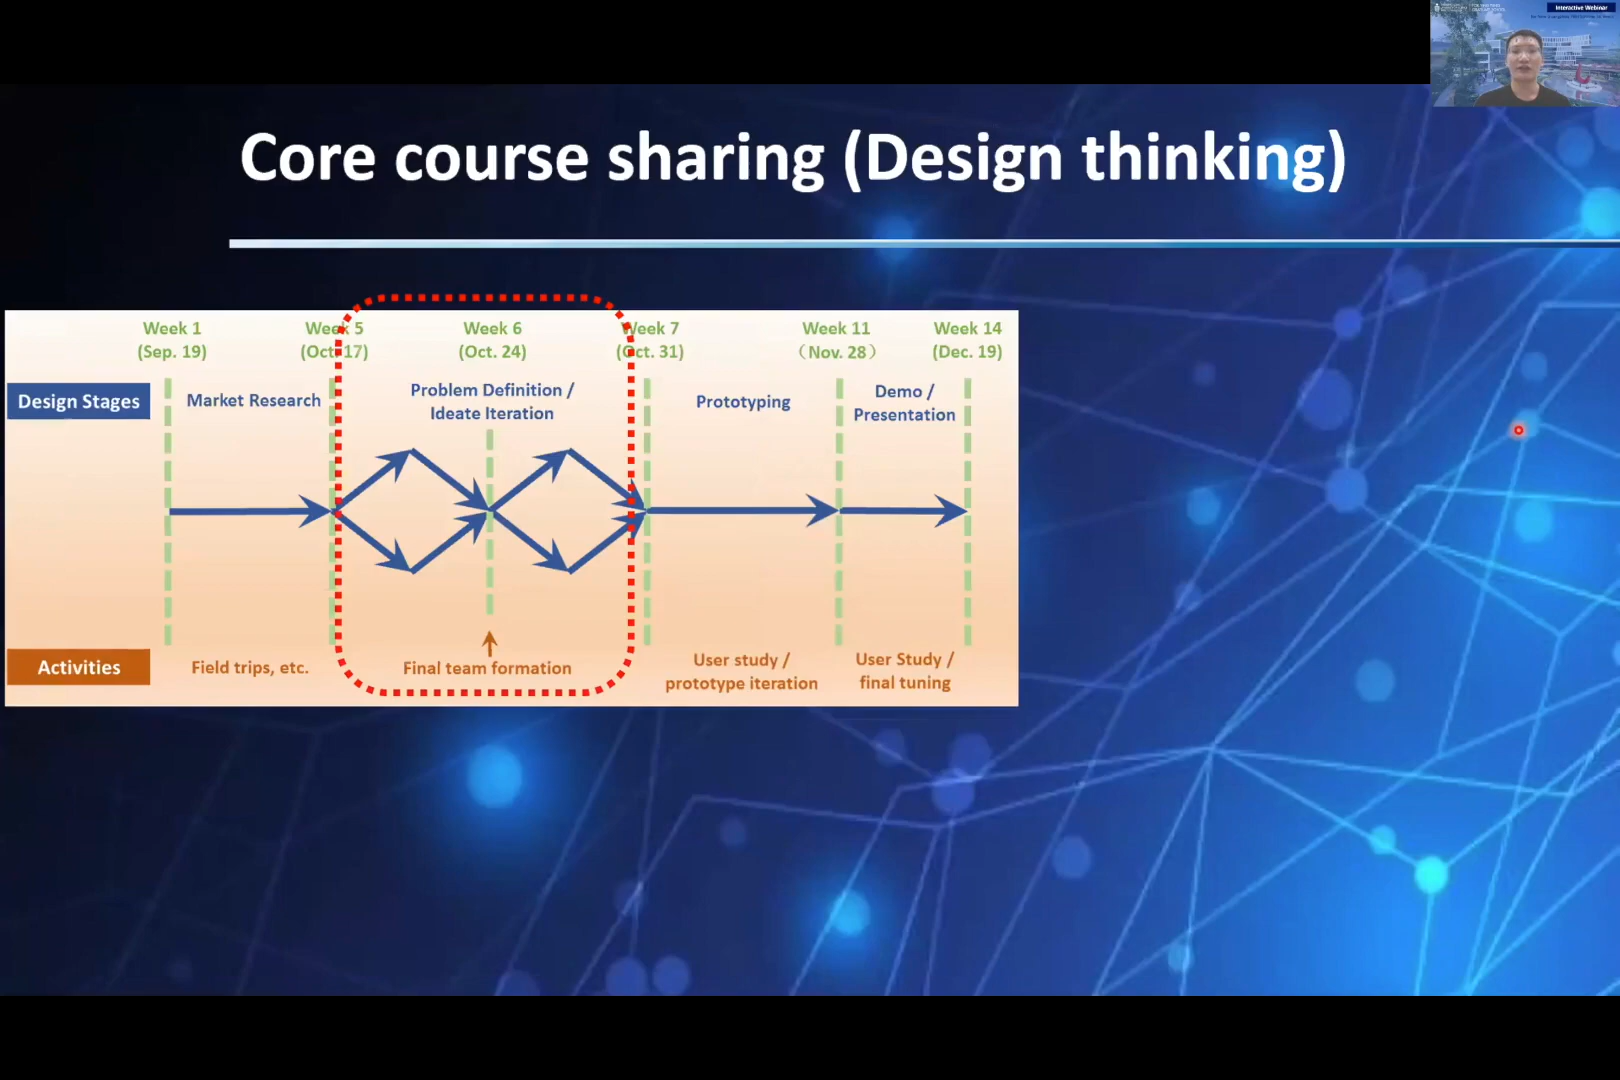 Interactive Webinar
Core course sharing (Design thinking)
Week 1
(Sep. 19)
Week 5
(Oct. 17)
Week 6
(Oct. 24)
Week 7
(Oct. 31)
Week 11
（Nov. 28）
Week 14
(Dec. 19)
Design Stages
Market Research
Problem Definition /
Ideate Iteration
Prototyping
Demo /
Presentation
Activities
Field trips, etc.
Final team formation
User study /
prototype iteration
User Study /
final tuning